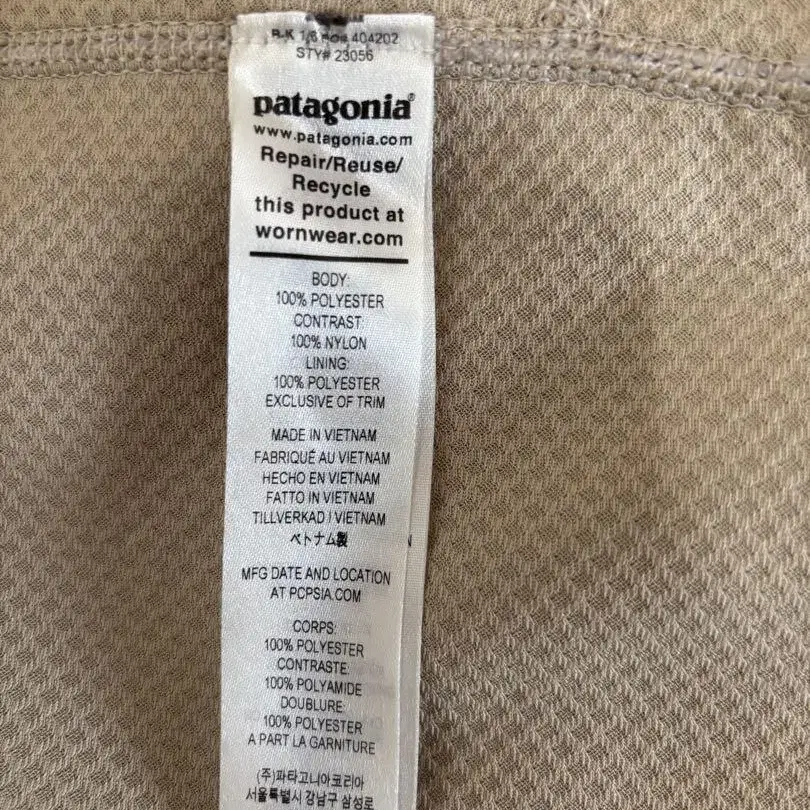 404202
STY# 23056
patagonia®
www.patagonia.com
Repair/Reuse/
Recycle
this product at
wornwear.com
BODY:
100% POLYESTER
CONTRAST:
100% NYLON
LINING:
100% POLYESTER
EXCLUSIVE OF TRIM
MADE IN VIETNAM
FABRIQUÉ AU VIETNAM
HECHO EN VIETNAM
FATTO IN VIETNAM
TILLVERKAD I VIETNAM
ベトナム製
MFG DATE AND LOCATION
AT PCPSIA.COM
CORPS:
100% POLYESTER
CONTRASTE:
100% POLYAMIDE
DOUBLURE:
100% POLYESTER
A PART LA GARNITURE
(주)파타고니아코리아
서울특별시 강남구 삼성로